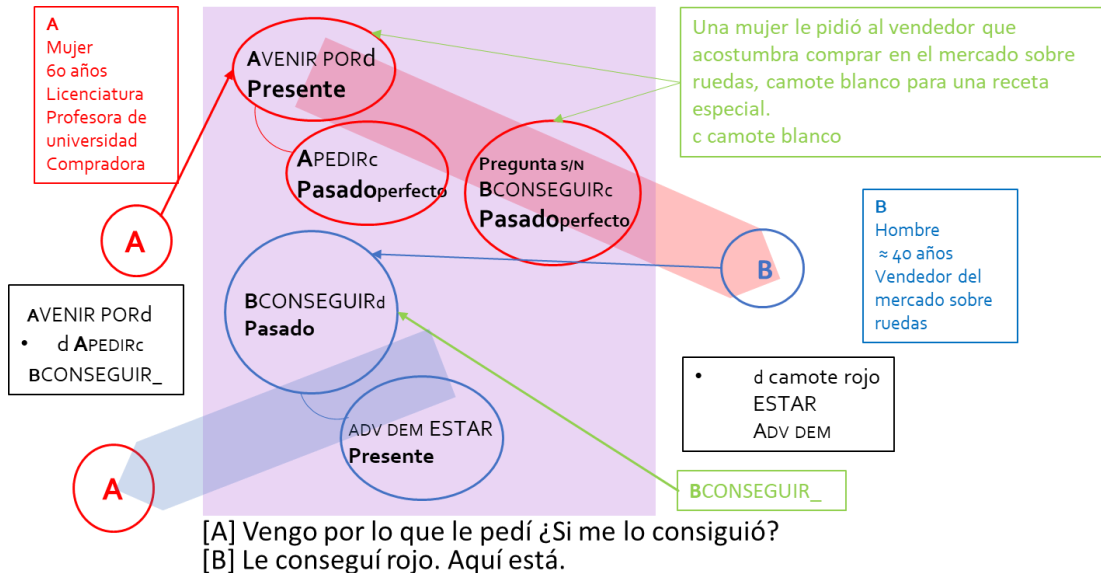 A
Mujer
60 años
Licenciatura
Profesora de
universidad
Compradora
AVENIR PORd
Presente
APEDIRc
Pasadoperfecto
Pregunta S/N
BCONSEGUIRc
Pasadoperfecto
Una mujer le pidió al vendedor que
acostumbra comprar en el mercado sobre
ruedas, camote blanco para una receta
especial.
c camote blanco
A
B
B
Hombre
≈ 40 años
Vendedor del
mercado sobre
ruedas
AVENIR PORd
• d APEDIRc
BCONSEGUIR_
BCONSEGUIRd
Pasado
ADV DEM ESTAR
Presente
• d camote rojo
ESTAR
ADV DEM
A
BCONSEGUIR_
[A] Vengo por lo que le pedí ¿Si me lo consiguió?
[B] Le conseguí rojo. Aquí está.